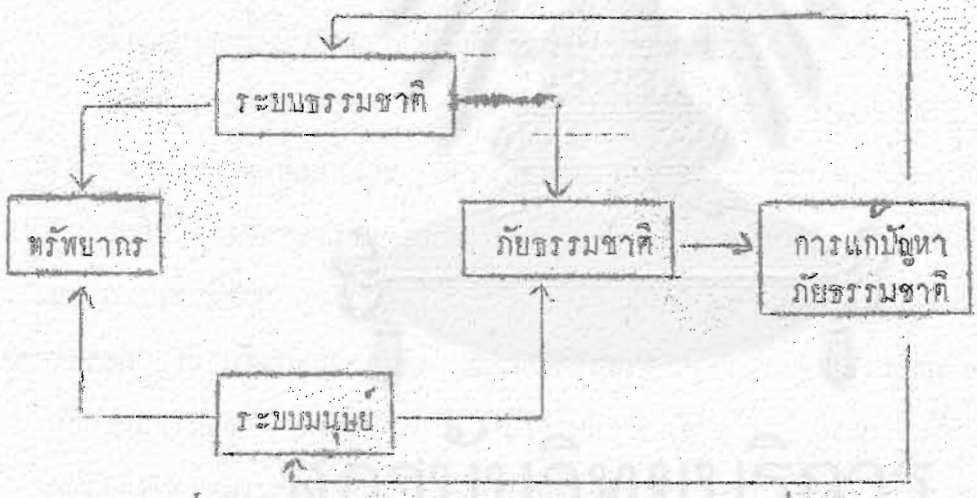 ระบบธรรมชาติ
ทรัพยากร
ภัยธรรมชาติ
การแก้ปัญหา
ภัยธรรมชาติ
ระบบมนุษย์